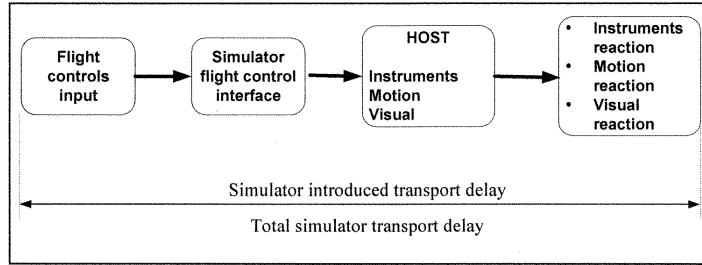 Flight
controls
input
Simulator
flight control
interface
HOST
Instruments
Motion
Visual
• Instruments
reaction
• Motion
reaction
• Visual
reaction
Simulator introduced transport delay
Total simulator transport delay